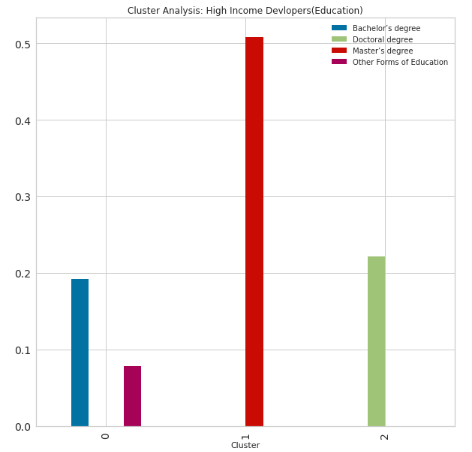 Cluster Analysis: High Income Devlopers(Education)
Bachelor's degree
Doctoral degree
Master's degree
Other Forms of Education
0.5
0.4
0.3
0.2
0.1
0.0
0
1
2
Cluster